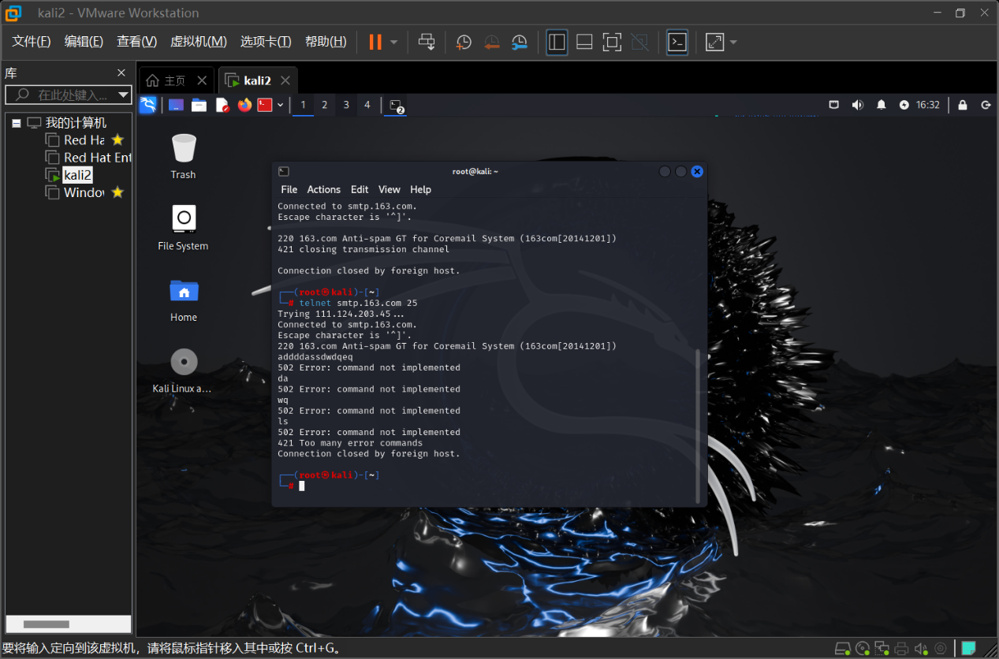 kali2 - VMware Workstation
文件(F) 编辑(E) 查看(V) 虚拟机(M) 选项卡(T) 帮助(H)
库
主页 kali2
在此处键入...
1 2 3 4 2 16:32
我的计算机
Red Ha
Red Hat Ent
kali2
Window
Trash
File System
Home
Kali Linux a...
root@kali: ~
File Actions Edit View Help
Connected to smtp.163.com.
Escape character is '^]'.
220 163.com Anti-spam GT for Coremail System (163com[20141201])
421 closing transmission channel
Connection closed by foreign host.
(root㉿kali)-[~]
# telnet smtp.163.com 25
Trying 111.124.203.45...
Connected to smtp.163.com.
Escape character is '^]'.
220 163.com Anti-spam GT for Coremail System (163com[20141201])
addddassdwdqeq
502 Error: command not implemented
da
502 Error: command not implemented
wq
502 Error: command not implemented
ls
502 Error: command not implemented
421 Too many error commands
Connection closed by foreign host.
(root㉿kali)-[~]
#
要将输入定向到该虚拟机，请将鼠标指针移入其中或按 Ctrl+G。